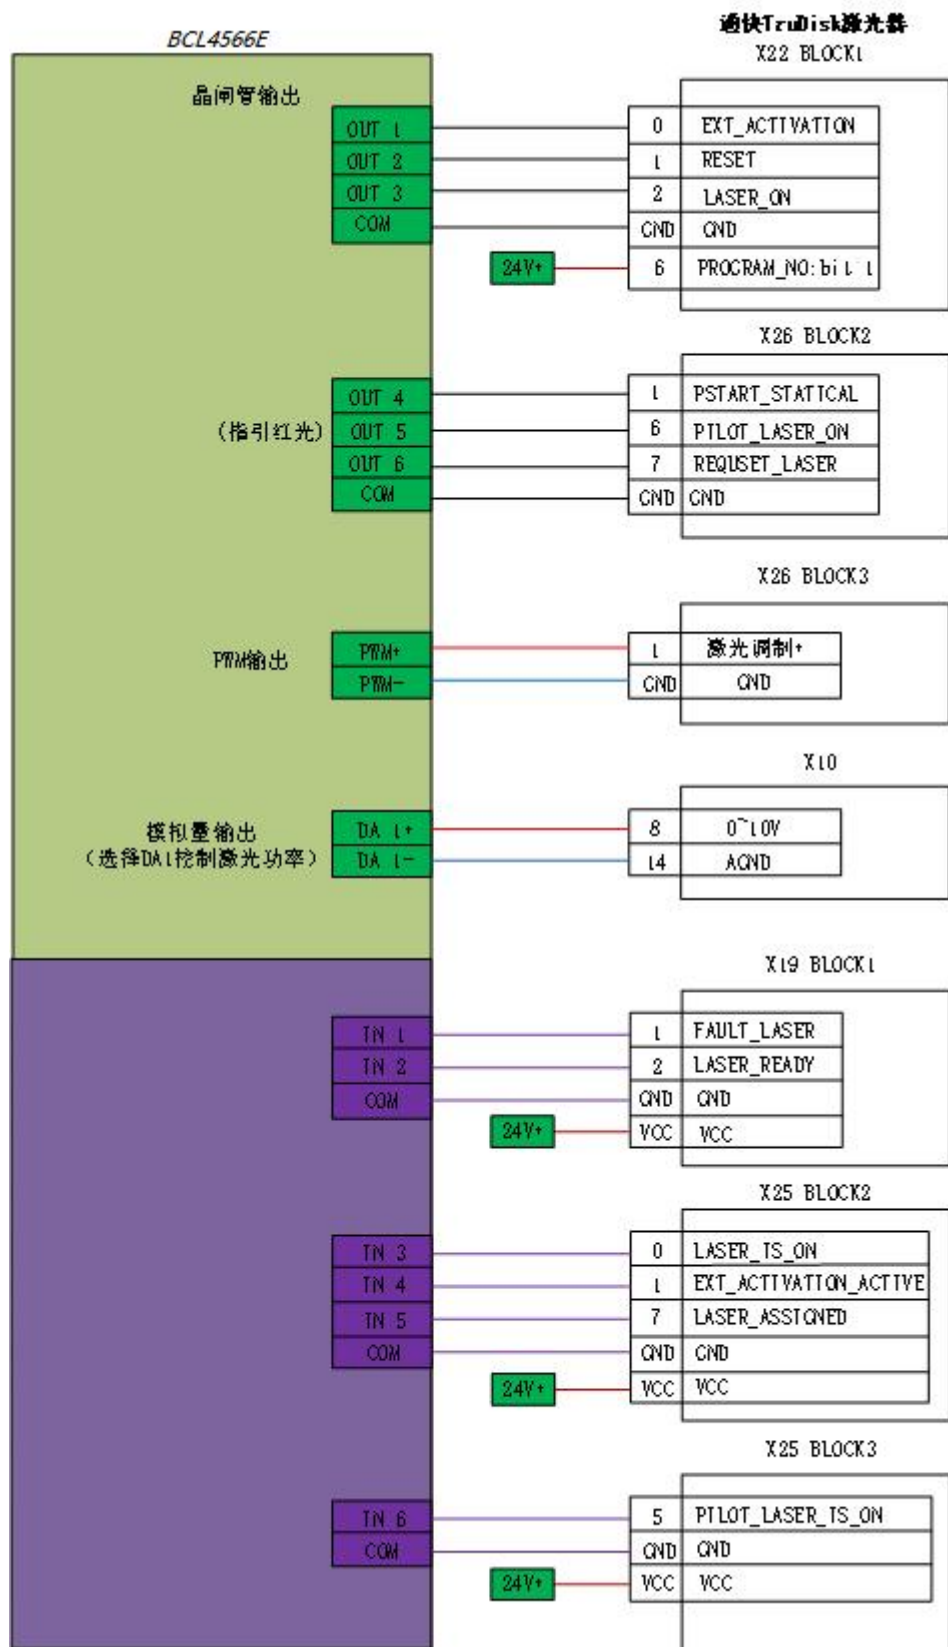 BCL4566E
通快TruDisk激光器
X22 BLOCK1
晶闸管输出
OUT 1 0 EXT_ACTIVATION
OUT 2 1 RESET
OUT 3 2 LASER_ON
COM GND GND
24V+ 6 PROGRAM_NO:bit 1
X26 BLOCK2
OUT 4 1 PSTART_STATICAL
(指引红光) OUT 5 6 PILOT_LASER_ON
OUT 6 7 REQUSET_LASER
COM GND GND
X26 BLOCK3
PWM输出 PWM+ 1 激光调制+
PWM- GND GND
X10
模拟量输出 DA 1+ 8 0~10V
(选择DA1控制激光功率) DA 1- 14 AGND
X19 BLOCK1
IN 1 1 FAULT_LASER
IN 2 2 LASER_READY
COM GND GND
24V+ VCC VCC
X25 BLOCK2
IN 3 0 LASER_IS_ON
IN 4 1 EXT_ACTIVATION_ACTIVE
IN 5 7 LASER_ASSIGNED
COM GND GND
24V+ VCC VCC
X25 BLOCK3
IN 6 5 PILOT_LASER_IS_ON
COM GND GND
24V+ VCC VCC